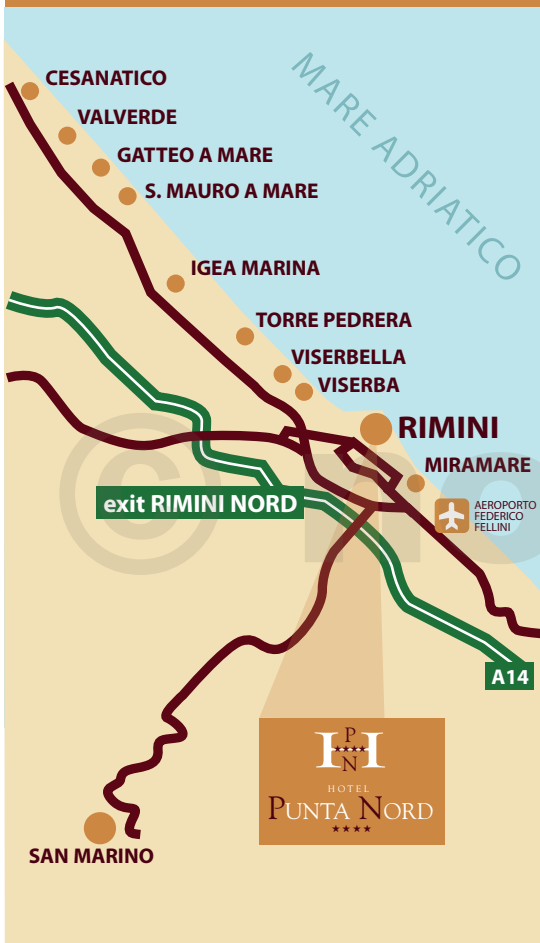 CESANATICO
VALVERDE
GATTEO A MARE
S. MAURO A MARE
MARE ADRIATICO
IGEA MARINA
TORRE PEDRERA
VISERBELLA
VISERBA
RIMINI
MIRAMARE
AEROPORTO
FEDERICO
FELLINI
exit RIMINI NORD
© no
A14
P
H H
N
HOTEL
PUNTA NORD
SAN MARINO